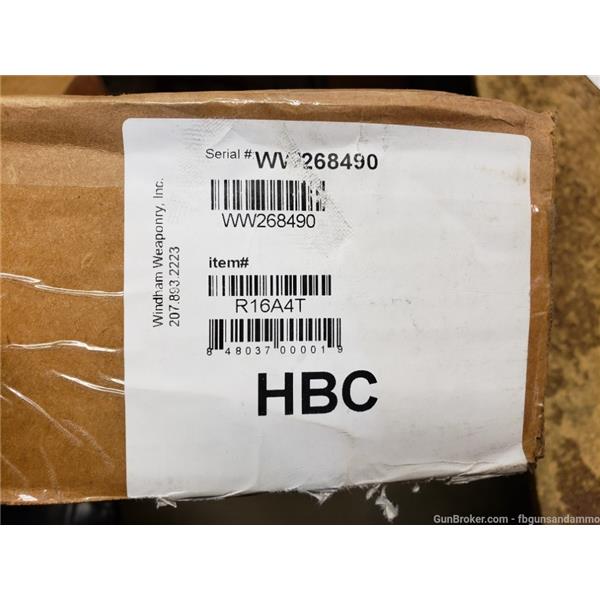 Serial #: WW268490
WW268490
Windham Weaponry, Inc.
207.893.2223
item#
R16A4T
8 48037 00001 9
HBC
GunBroker.com - fbgunsandammo